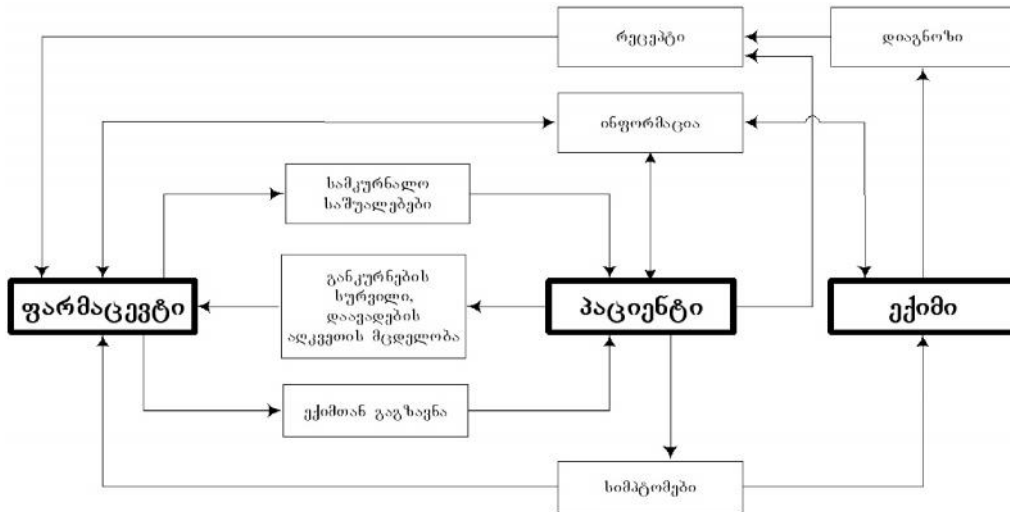 რეცეპტი
დიაგნოზი
ინფორმაცია
სამკურნალო
საშუალებები
განკურნების
სურვილი,
დაავადების
აღკვეთის მცდელობა
ფარმაცევტი
პაციენტი
ექიმი
ექიმთან გაგზავნა
სიმპტომები